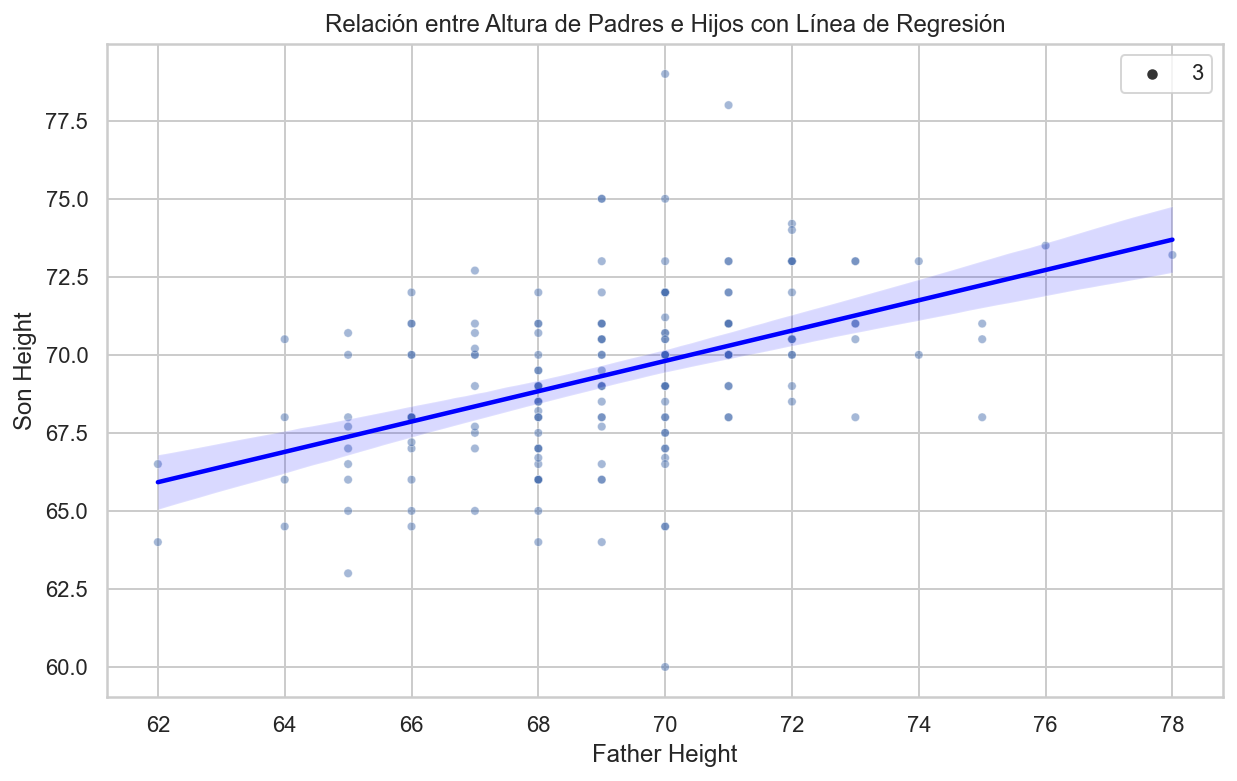 Relación entre Altura de Padres e Hijos con Línea de Regresión
3
77.5
75.0
72.5
70.0
67.5
65.0
62.5
60.0
Son Height
62 64 66 68 70 72 74 76 78
Father Height